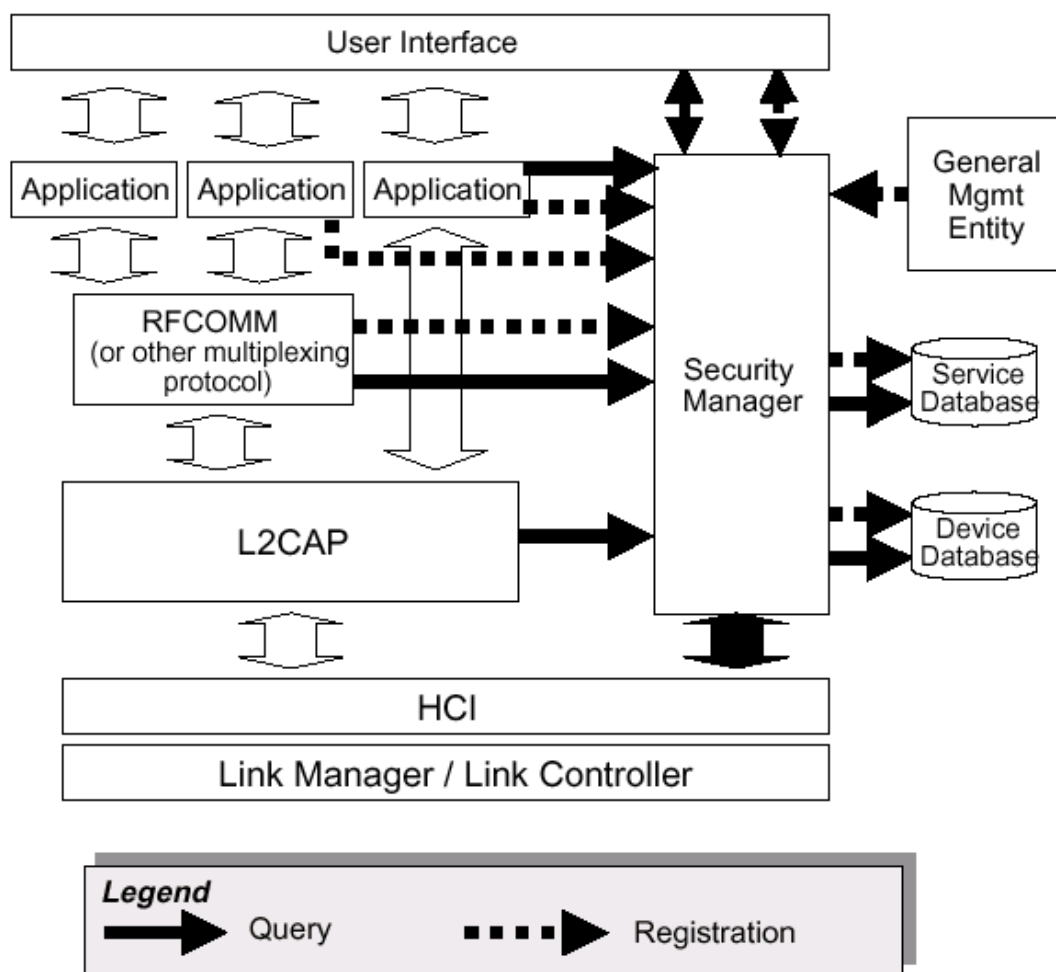 User Interface
Application
Application
Application
General
Mgmt
Entity
RFCOMM
(or other multiplexing
protocol)
Security
Manager
Service
Database
L2CAP
Device
Database
HCI
Link Manager / Link Controller
Legend
Query
Registration